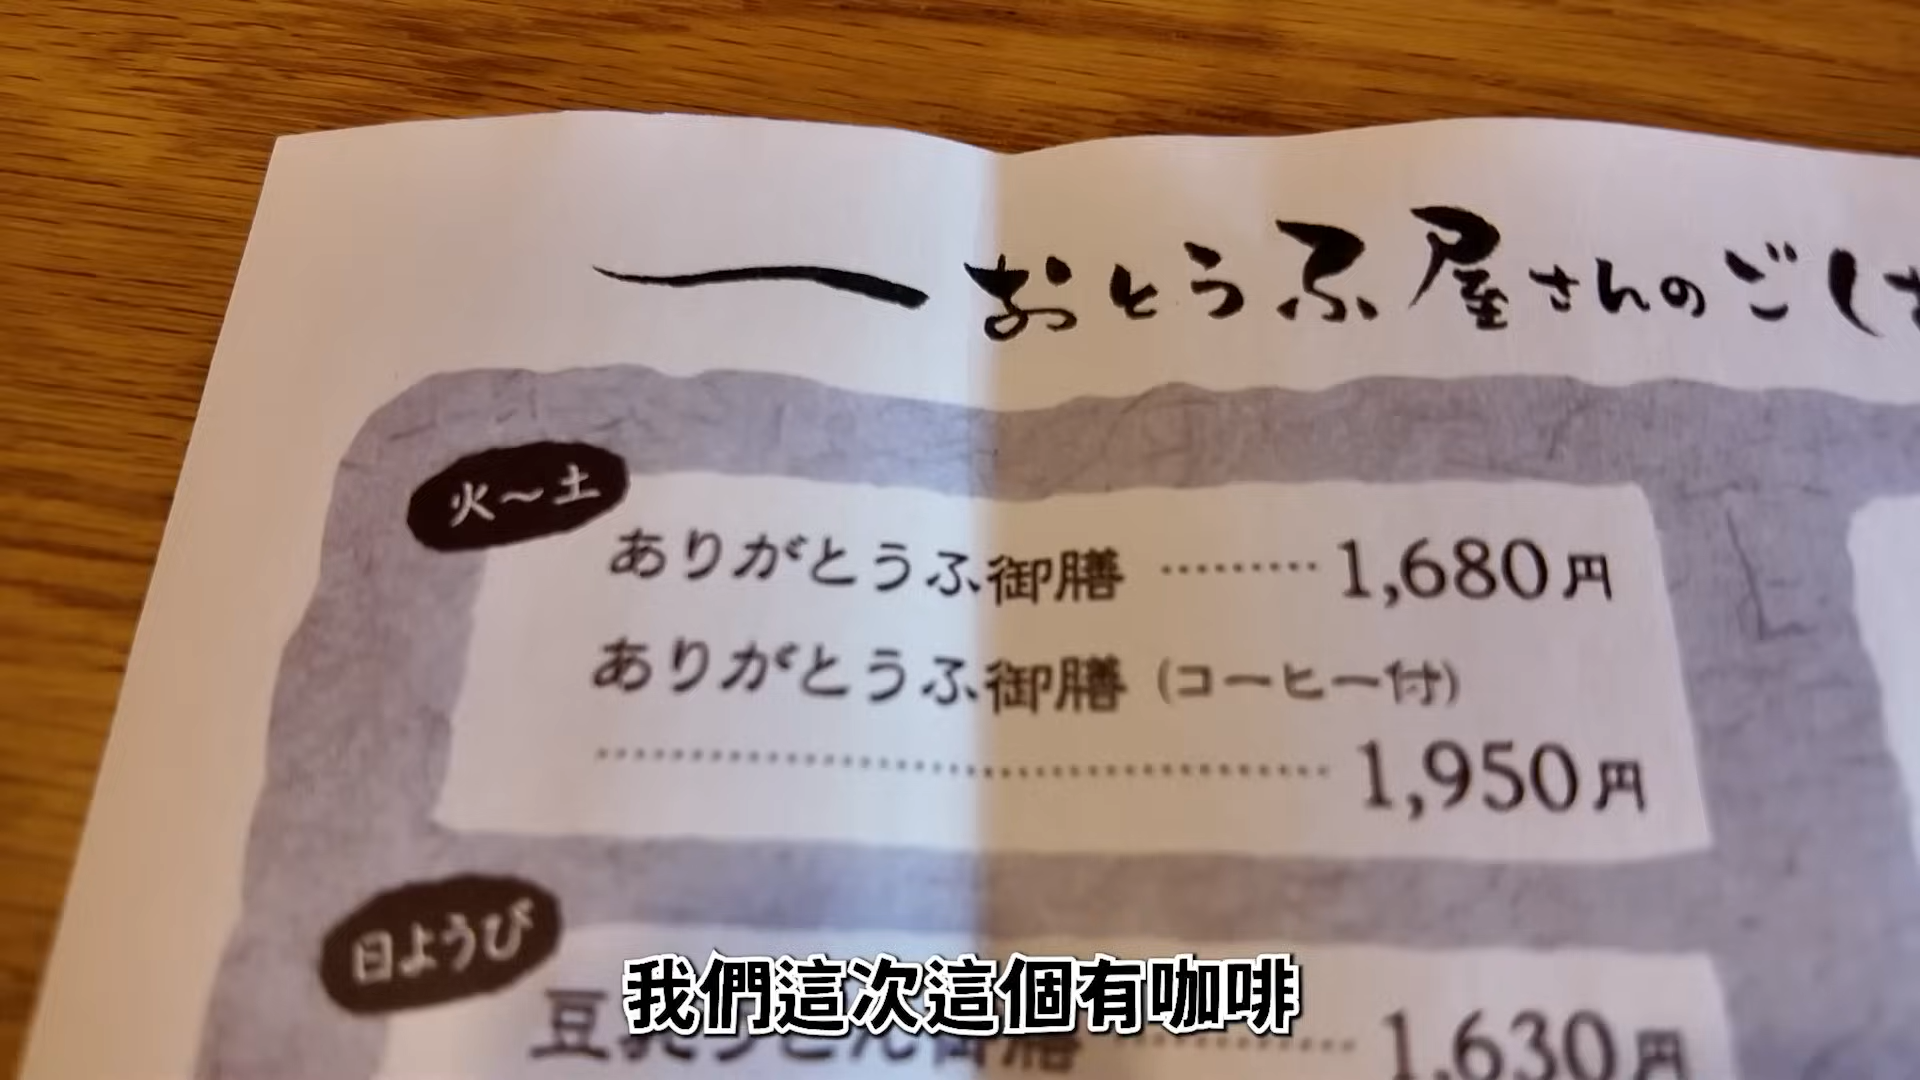 おとうふ屋さんのごし
火〜土
ありがとうふ御膳 ········· 1,680円
ありがとうふ御膳 (コーヒー付)
······························ 1,950円
日ようび
1,630円
我們這次這個有咖啡